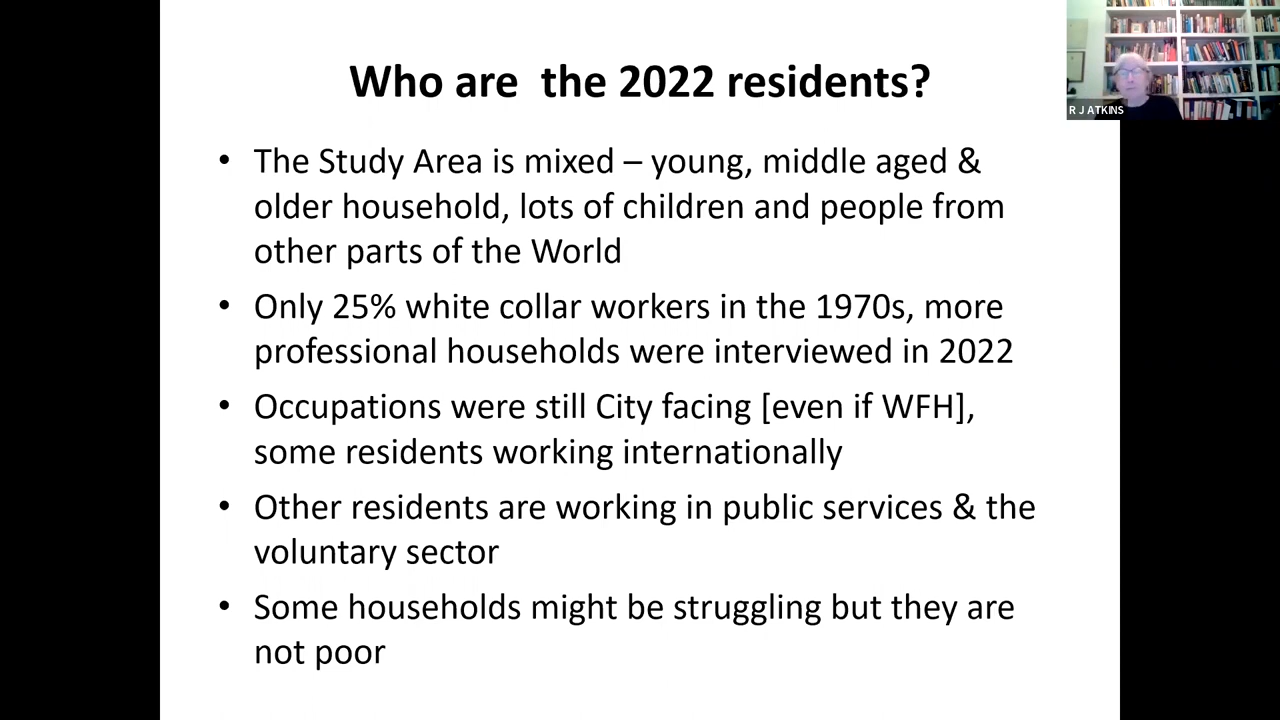 Who are  the 2022 residents?
R J ATKINS
• The Study Area is mixed – young, middle aged &
older household, lots of children and people from
other parts of the World
• Only 25% white collar workers in the 1970s, more
professional households were interviewed in 2022
• Occupations were still City facing [even if WFH],
some residents working internationally
• Other residents are working in public services & the
voluntary sector
• Some households might be struggling but they are
not poor